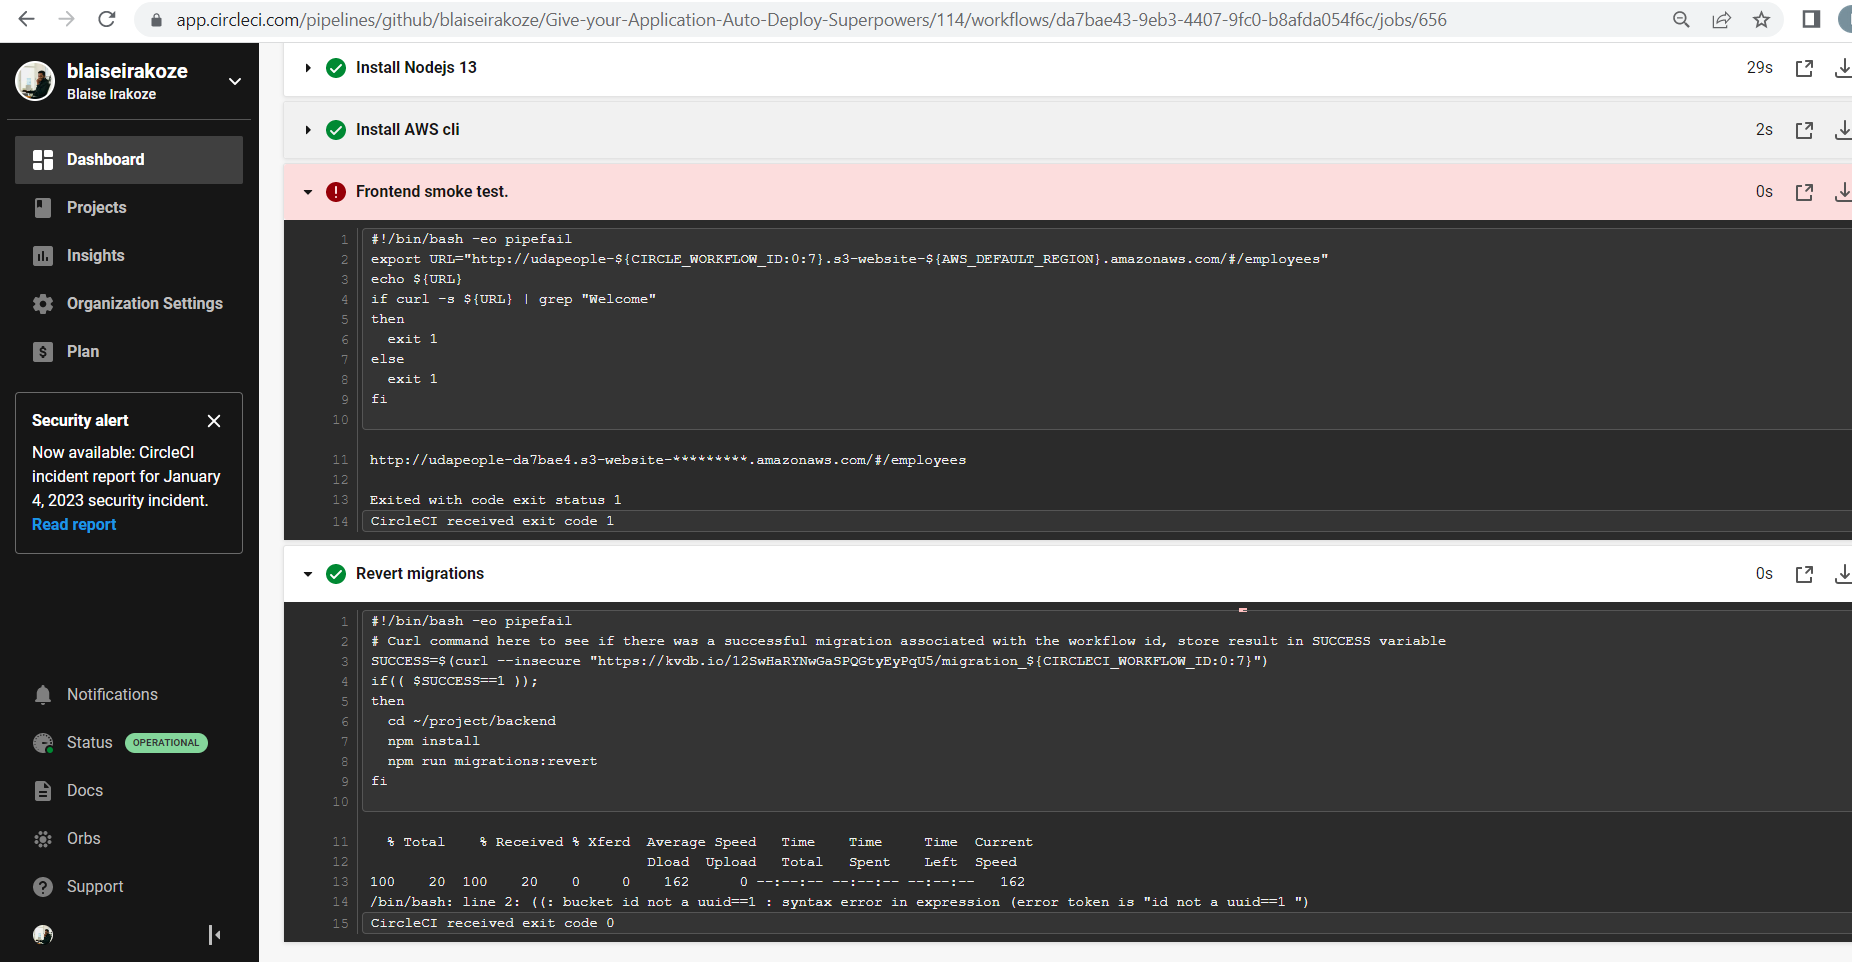 app.circleci.com/pipelines/github/blaiseirakoze/Give-your-Application-Auto-Deploy-Superpowers/114/workflows/da7bae43-9eb3-4407-9fc0-b8afda054f6c/jobs/656
blaiseirakoze
Blaise Irakoze
Dashboard
Projects
Insights
Organization Settings
Plan
Security alert
Now available: CircleCI
incident report for January
4, 2023 security incident.
Read report
Notifications
Status OPERATIONAL
Docs
Orbs
Support
Install Nodejs 13 29s
Install AWS cli 2s
Frontend smoke test. 0s
1 #!/bin/bash -eo pipefail
2 export URL="http://udapeople-${CIRCLE_WORKFLOW_ID:0:7}.s3-website-${AWS_DEFAULT_REGION}.amazonaws.com/#/employees"
3 echo ${URL}
4 if curl -s ${URL} | grep "Welcome"
5 then
6   exit 1
7 else
8   exit 1
9 fi
10
11 http://udapeople-da7bae4.s3-website-*********.amazonaws.com/#/employees
12
13 Exited with code exit status 1
14 CircleCI received exit code 1
Revert migrations 0s
1 #!/bin/bash -eo pipefail
2 # Curl command here to see if there was a successful migration associated with the workflow id, store result in SUCCESS variable
3 SUCCESS=$(curl --insecure "https://kvdb.io/12SwHaRYNwGaSPQGtyEyPqU5/migration_${CIRCLECI_WORKFLOW_ID:0:7}")
4 if(( $SUCCESS==1 ));
5 then
6   cd ~/project/backend
7   npm install
8   npm run migrations:revert
9 fi
10
11   % Total    % Received % Xferd  Average Speed   Time    Time     Time  Current
12                                  Dload  Upload   Total   Spent    Left  Speed
13 100    20  100    20    0     0    162      0 --:--:-- --:--:-- --:--:--   162
14 /bin/bash: line 2: ((: bucket id not a uuid==1 : syntax error in expression (error token is "id not a uuid==1 ")
15 CircleCI received exit code 0